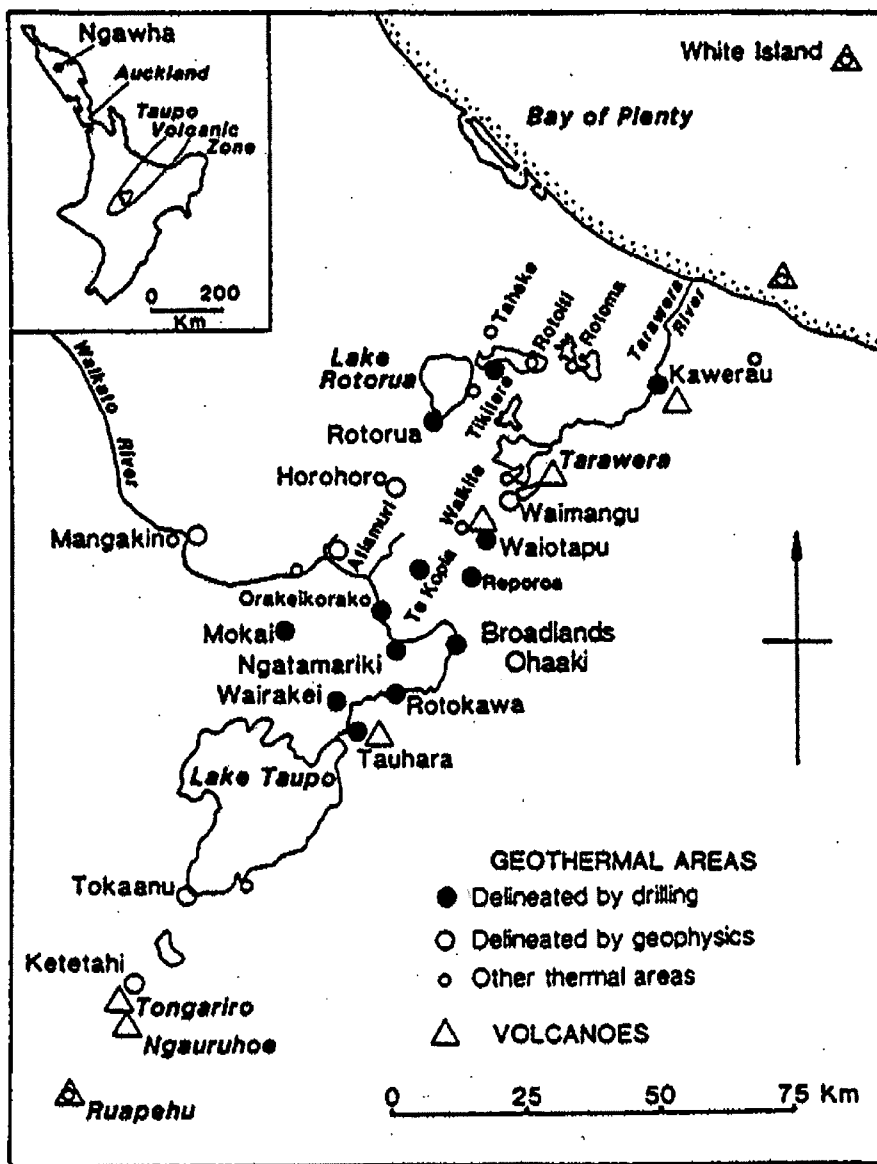 Ngawha
Auckland
Taupo
Volcanic
Zone
0 200
Km
White Island
Bay of Plenty
Waikato
River
Lake
Rotorua
Taheke
Rotoiti
Rotoma
Tarawera
River
Kawerau
Tikitere
Rotorua
Horohoro
Waikite
Tarawera
Waimangu
Mangakino
Atiamuri
Waiotapu
Te Kopia
Reporoa
Orakeikorako
Mokai
Ngatamariki
Broadlands
Ohaaki
Wairakei
Rotokawa
Tauhara
Lake Taupo
Tokaanu
Ketetahi
Tongariro
Ngauruhoe
Ruapehu
GEOTHERMAL AREAS
Delineated by drilling
Delineated by geophysics
Other thermal areas
VOLCANOES
0 25 50 75 Km